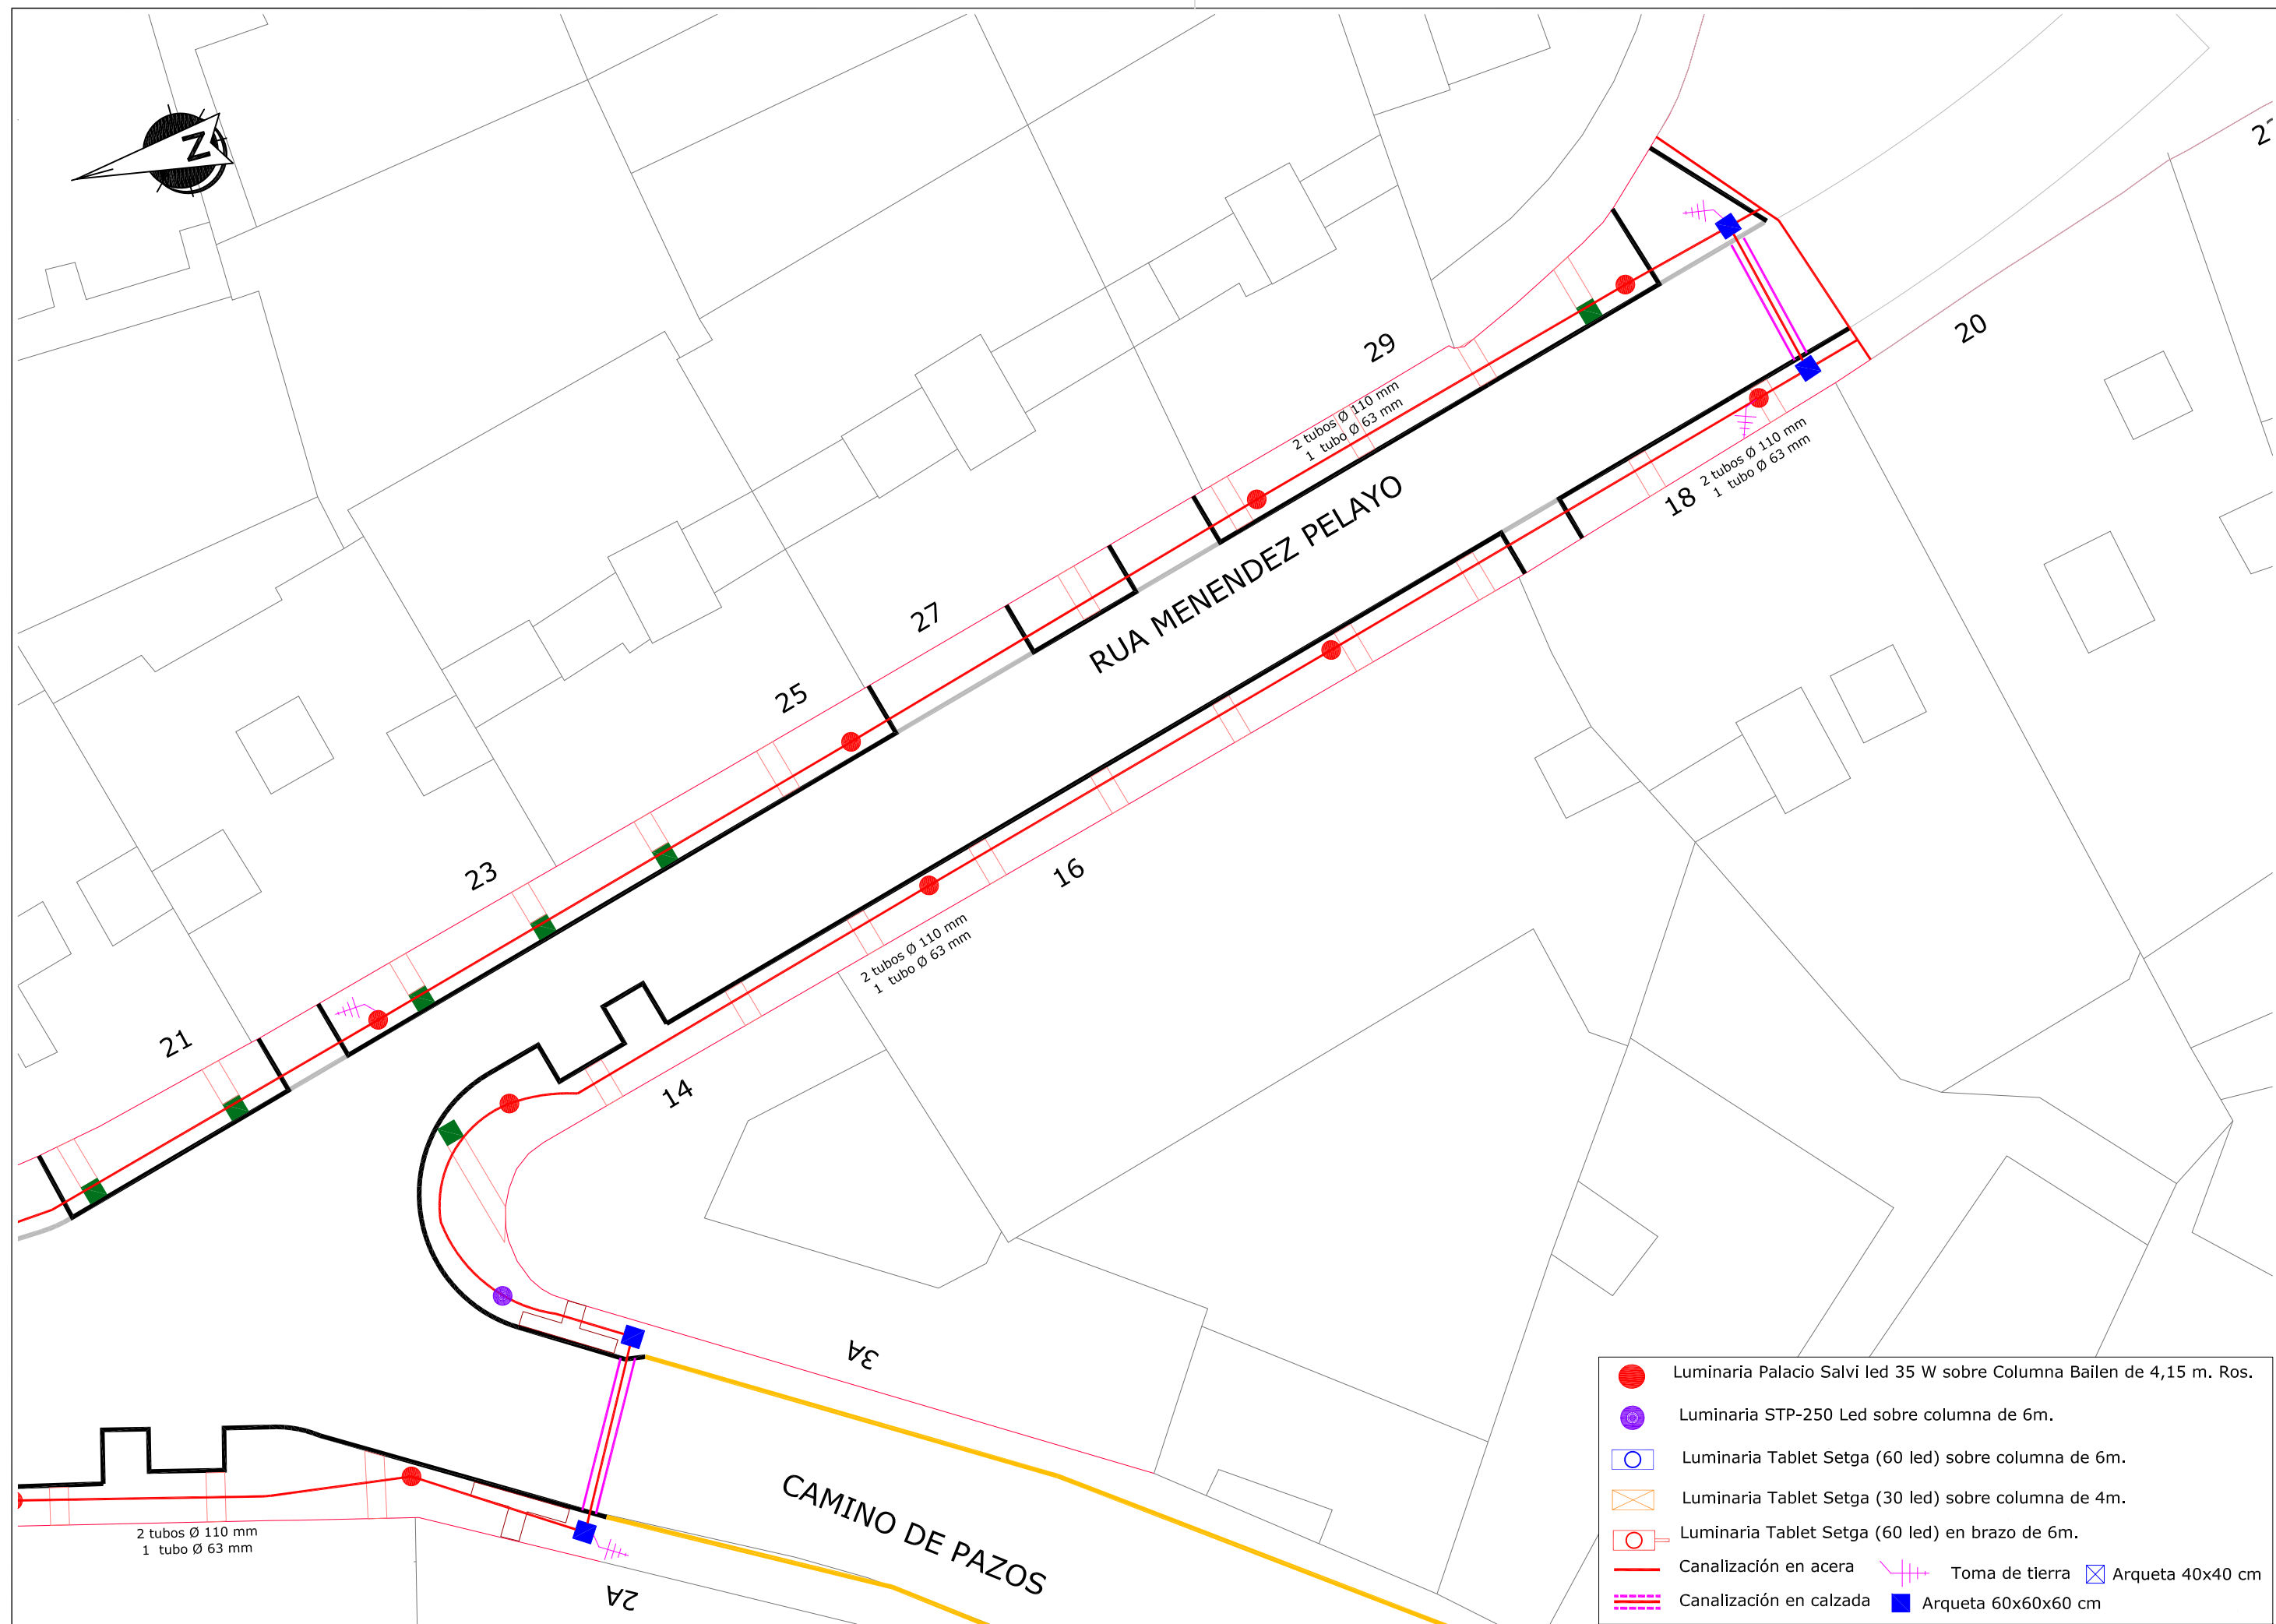 N
27
20
29
2 tubos Ø 110 mm
1 tubo Ø 63 mm
2 tubos Ø 110 mm
1 tubo Ø 63 mm
18
RUA MENENDEZ PELAYO
27
25
16
23
2 tubos Ø 110 mm
1 tubo Ø 63 mm
21
14
3A
CAMINO DE PAZOS
2 tubos Ø 110 mm
1 tubo Ø 63 mm
2A
Luminaria Palacio Salvi led 35 W sobre Columna Bailen de 4,15 m. Ros.
Luminaria STP-250 Led sobre columna de 6m.
Luminaria Tablet Setga (60 led) sobre columna de 6m.
Luminaria Tablet Setga (30 led) sobre columna de 4m.
Luminaria Tablet Setga (60 led) en brazo de 6m.
Canalización en acera Toma de tierra Arqueta 40x40 cm
Canalización en calzada Arqueta 60x60x60 cm